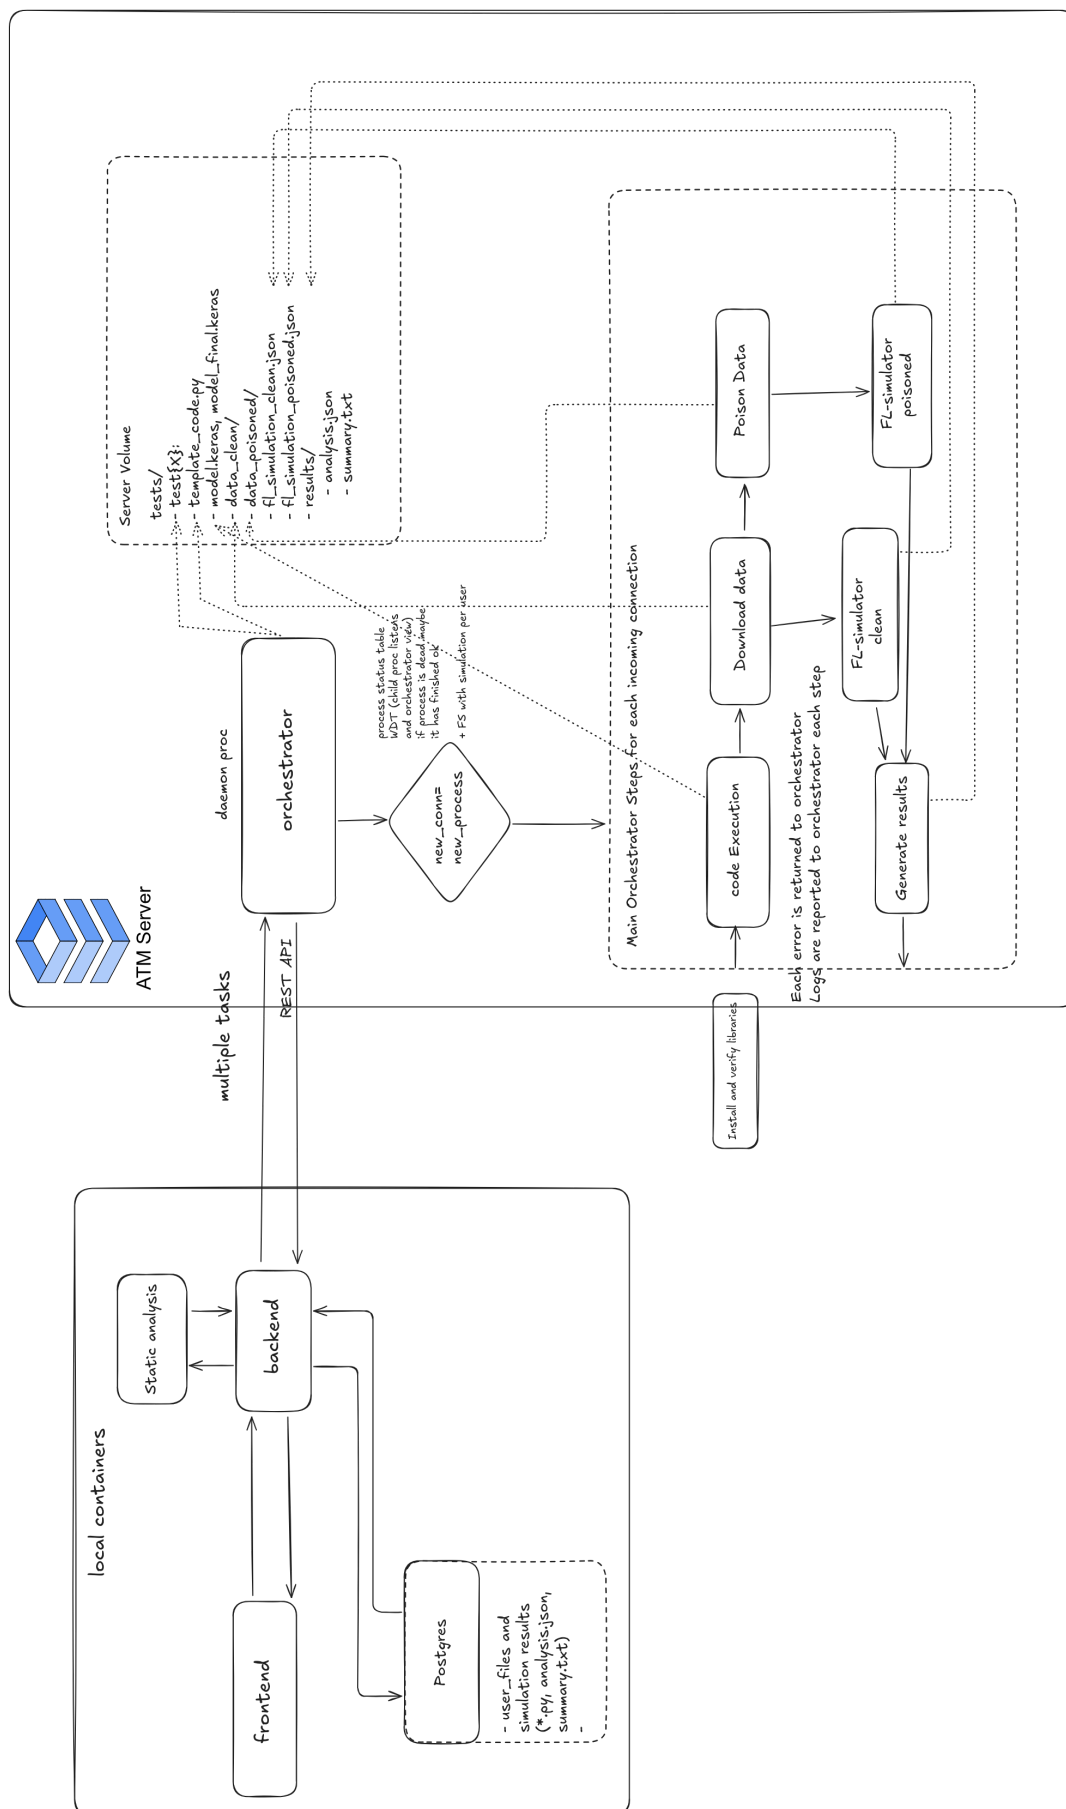 local containers
frontend
backend
Static analysis
Postgres
- user_files and
simulation results
(*.py, analysis.json,
summary.txt)
-
multiple tasks
REST API
ATM Server
daemon proc
orchestrator
new_conn=
new_process
process status table
WDT (child proc listens
and orchestrator view)
if process is dead maybe
it has finished ok
+ FS with simulation per user
Server Volume
tests/
- test{X}:
- template_code.py
- model.keras, model_final.keras
- data_clean/
- data_poisoned/
- fl_simulation_clean.json
- fl_simulation_poisoned.json
- results/
- analysis.json
- summary.txt
Install and verify libraries
Main Orchestrator Steps for each incoming connection
code Execution
Download data
Poison Data
FL-simulator
clean
FL-simulator
poisoned
Generate results
Each error is returned to orchestrator
Logs are reported to orchestrator each step